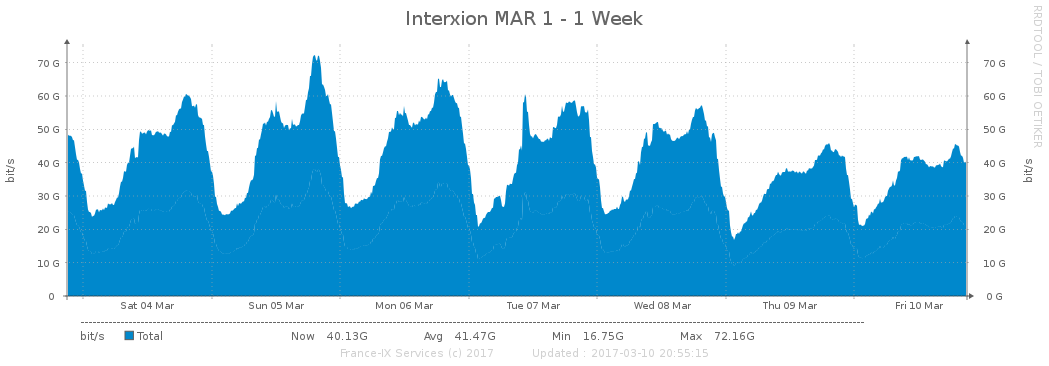 Interxion MAR 1 - 1 Week
RRDTOOL / TOBI OETIKER
bit/s
70 G
60 G
50 G
40 G
30 G
20 G
10 G
0
70 G
60 G
50 G
40 G
30 G
20 G
10 G
0 G
bit/s
Sat 04 Mar Sun 05 Mar Mon 06 Mar Tue 07 Mar Wed 08 Mar Thu 09 Mar Fri 10 Mar
bit/s Total Now 40.13G Avg 41.47G Min 16.75G Max 72.16G
France-IX Services (c) 2017 Updated : 2017-03-10 20:55:15